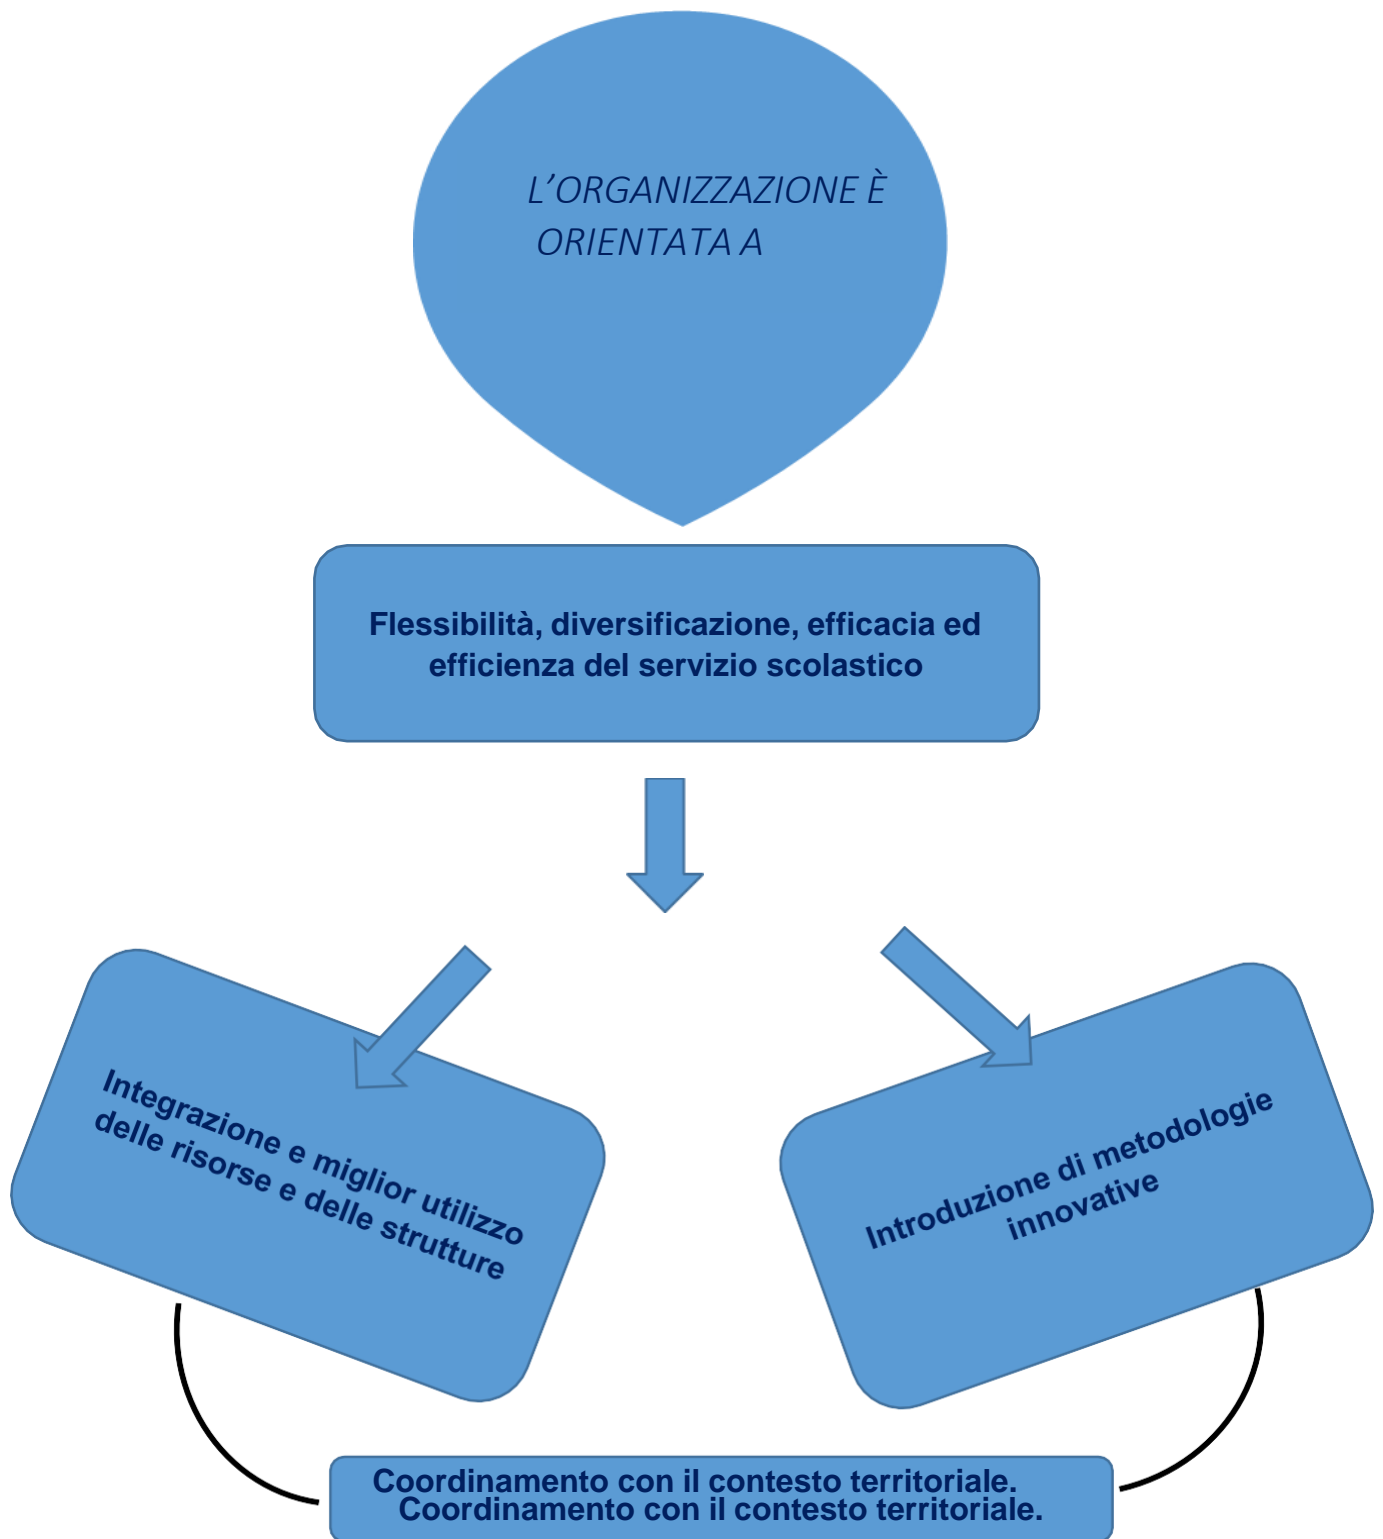 L’ORGANIZZAZIONE È
ORIENTATA A
Flessibilità, diversificazione, efficacia ed
efficienza del servizio scolastico
Integrazione e miglior utilizzo
delle risorse e delle strutture
Introduzione di metodologie
innovative
Coordinamento con il contesto territoriale.
Coordinamento con il contesto territoriale.